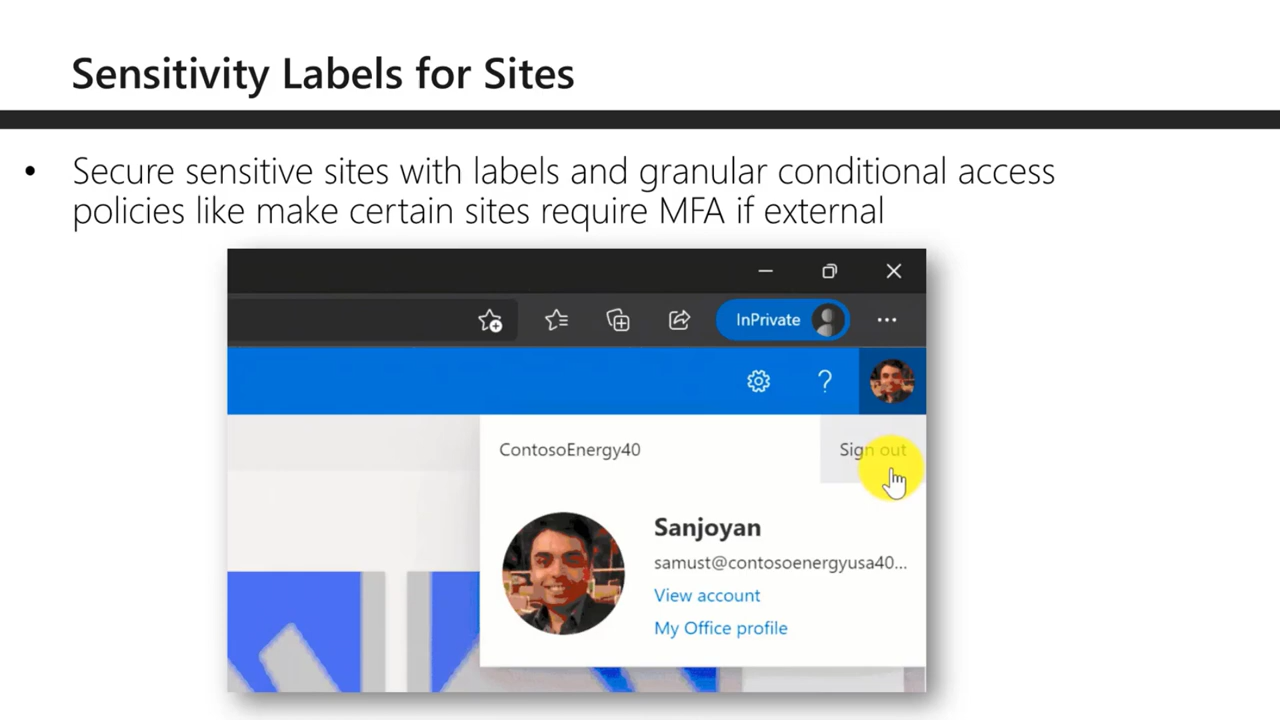 Sensitivity Labels for Sites
• Secure sensitive sites with labels and granular conditional access
policies like make certain sites require MFA if external
InPrivate
?
ContosoEnergy40
Sign out
Sanjoyan
samust@contosoenergyusa40...
View account
My Office profile